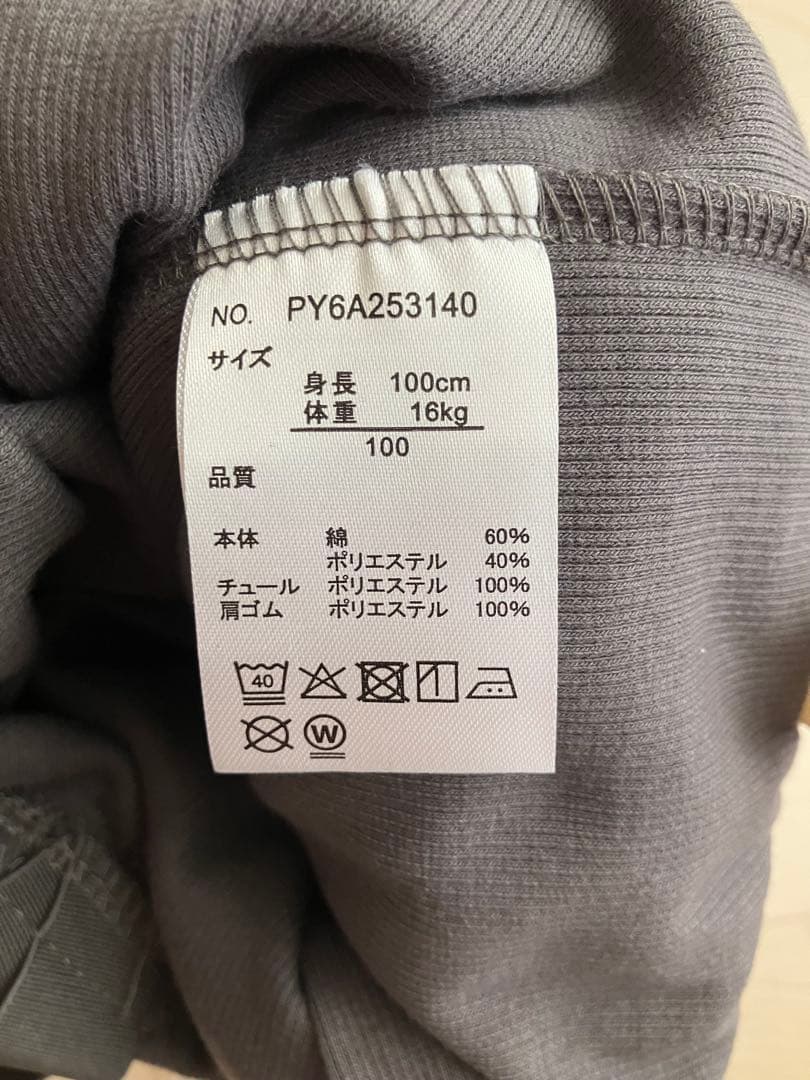 NO. PY6A253140
サイズ
身長 100cm
体重 16kg
100
品質
本体 綿 60%
ポリエステル 40%
チュール ポリエステル 100%
肩ゴム ポリエステル 100%
40
W